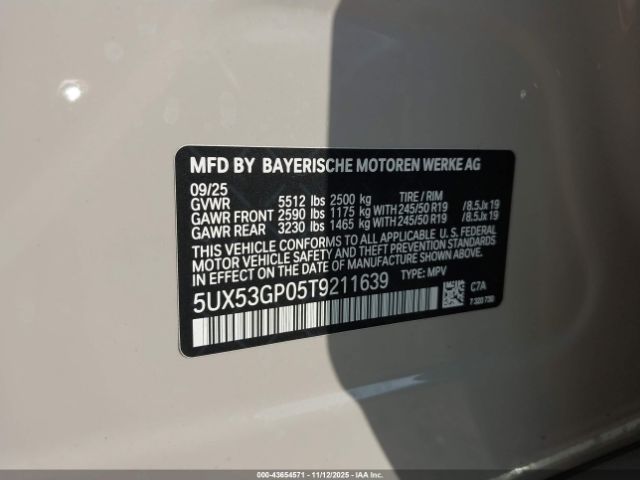 MFD BY BAYERISCHE MOTOREN WERKE AG
09/25
GVWR 5512 lbs 2500 kg TIRE / RIM
GAWR FRONT 2590 lbs 1175 kg WITH 245/50 R19 /8.5Jx19
GAWR REAR 3230 lbs 1465 kg WITH 245/50 R19 /8.5Jx19
THIS VEHICLE CONFORMS TO ALL APPLICABLE U.S. FEDERAL
MOTOR VEHICLE SAFETY AND THEFT PREVENTION STANDARDS
IN EFFECT ON THE DATE OF MANUFACTURE SHOWN ABOVE.
5UX53GP05T9211639 TYPE: MPV
C7A
7 320 730
000-43654571 - 11/12/2025 - © IAA Inc.